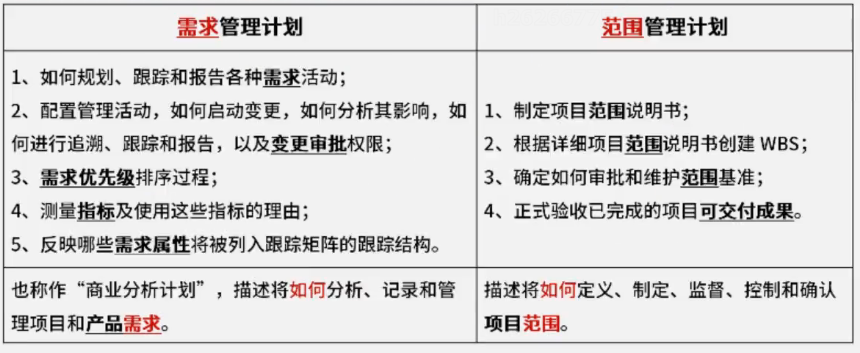 需求管理计划
范围管理计划
1、如何规划、跟踪和报告各种需求活动；
2、配置管理活动，如何启动变更，如何分析其影响，如
何进行追溯、跟踪和报告，以及变更审批权限；
3、需求优先级排序过程；
4、测量指标及使用这些指标的理由；
5、反映哪些需求属性将被列入跟踪矩阵的跟踪结构。
1、制定项目范围说明书；
2、根据详细项目范围说明书创建 WBS；
3、确定如何审批和维护范围基准；
4、正式验收已完成的项目可交付成果。
也称作“商业分析计划”，描述将如何分析、记录和管
理项目和产品需求。
描述将如何定义、制定、监督、控制和确认
项目范围。